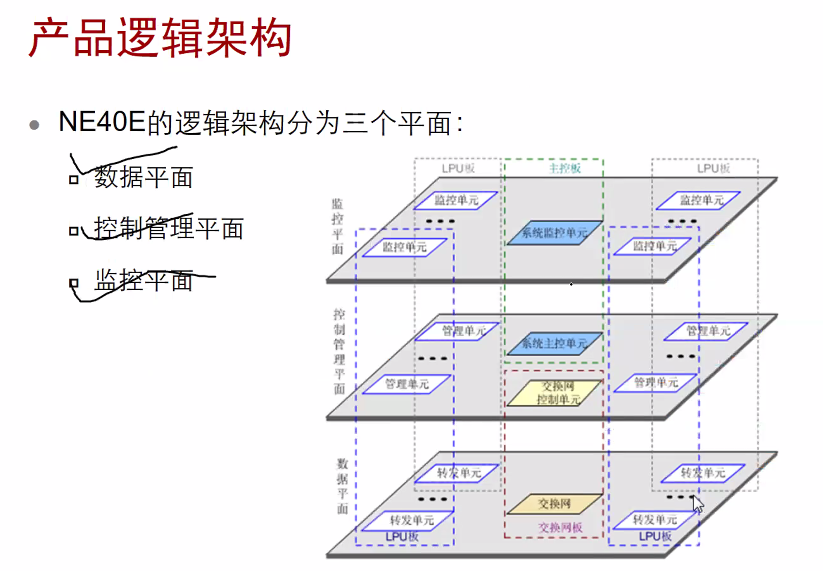 产品逻辑架构
NE40E的逻辑架构分为三个平面：
数据平面
控制管理平面
监控平面
LPU板
主控板
LPU板
监控平面
监控单元
监控单元
系统监控单元
监控单元
监控单元
控制管理平面
管理单元
系统主控单元
管理单元
管理单元
交换网
控制单元
管理单元
数据平面
转发单元
转发单元
交换网
转发单元
转发单元
交换网板
LPU板
LPU板